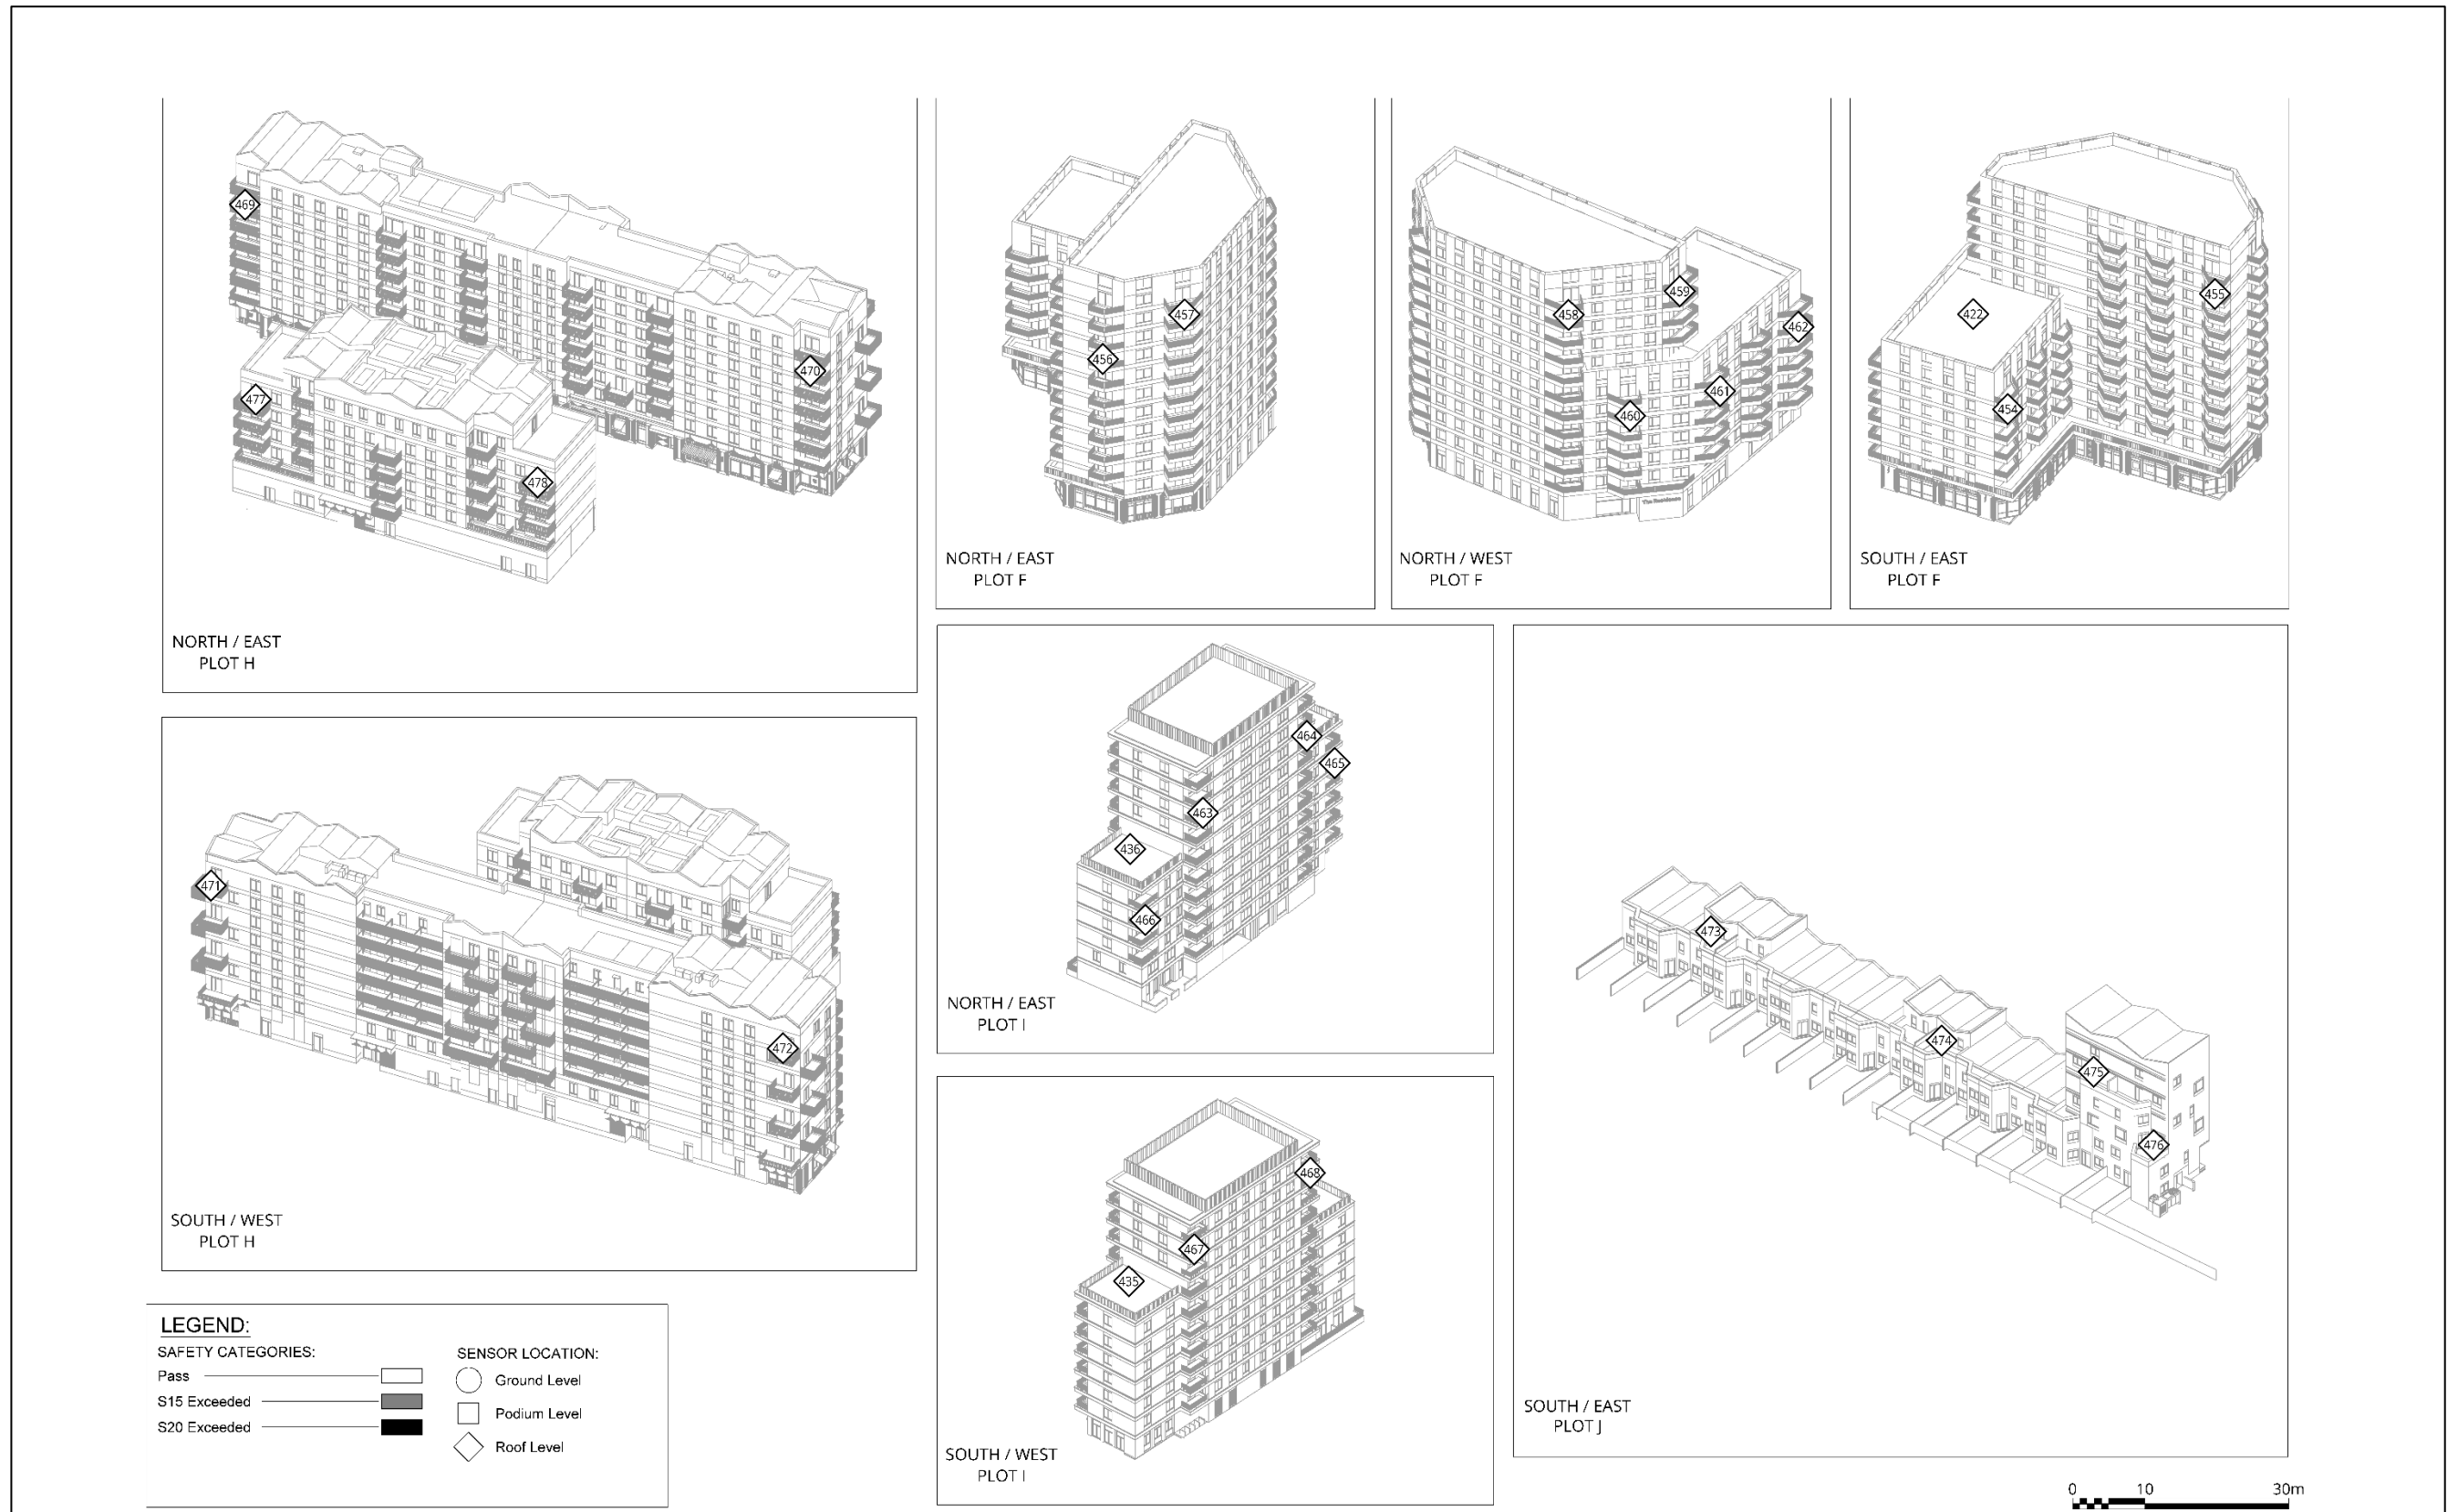 469
470
477
478
NORTH / EAST
PLOT H
457
456
NORTH / EAST
PLOT F
459
458
462
461
460
The Residence
NORTH / WEST
PLOT F
455
422
454
SOUTH / EAST
PLOT F
471
472
SOUTH / WEST
PLOT H
464
465
463
436
466
NORTH / EAST
PLOT I
467
468
435
SOUTH / WEST
PLOT I
473
474
475
476
SOUTH / EAST
PLOT J
LEGEND:
SAFETY CATEGORIES:
Pass
S15 Exceeded
S20 Exceeded
SENSOR LOCATION:
Ground Level
Podium Level
Roof Level
0 10 30m